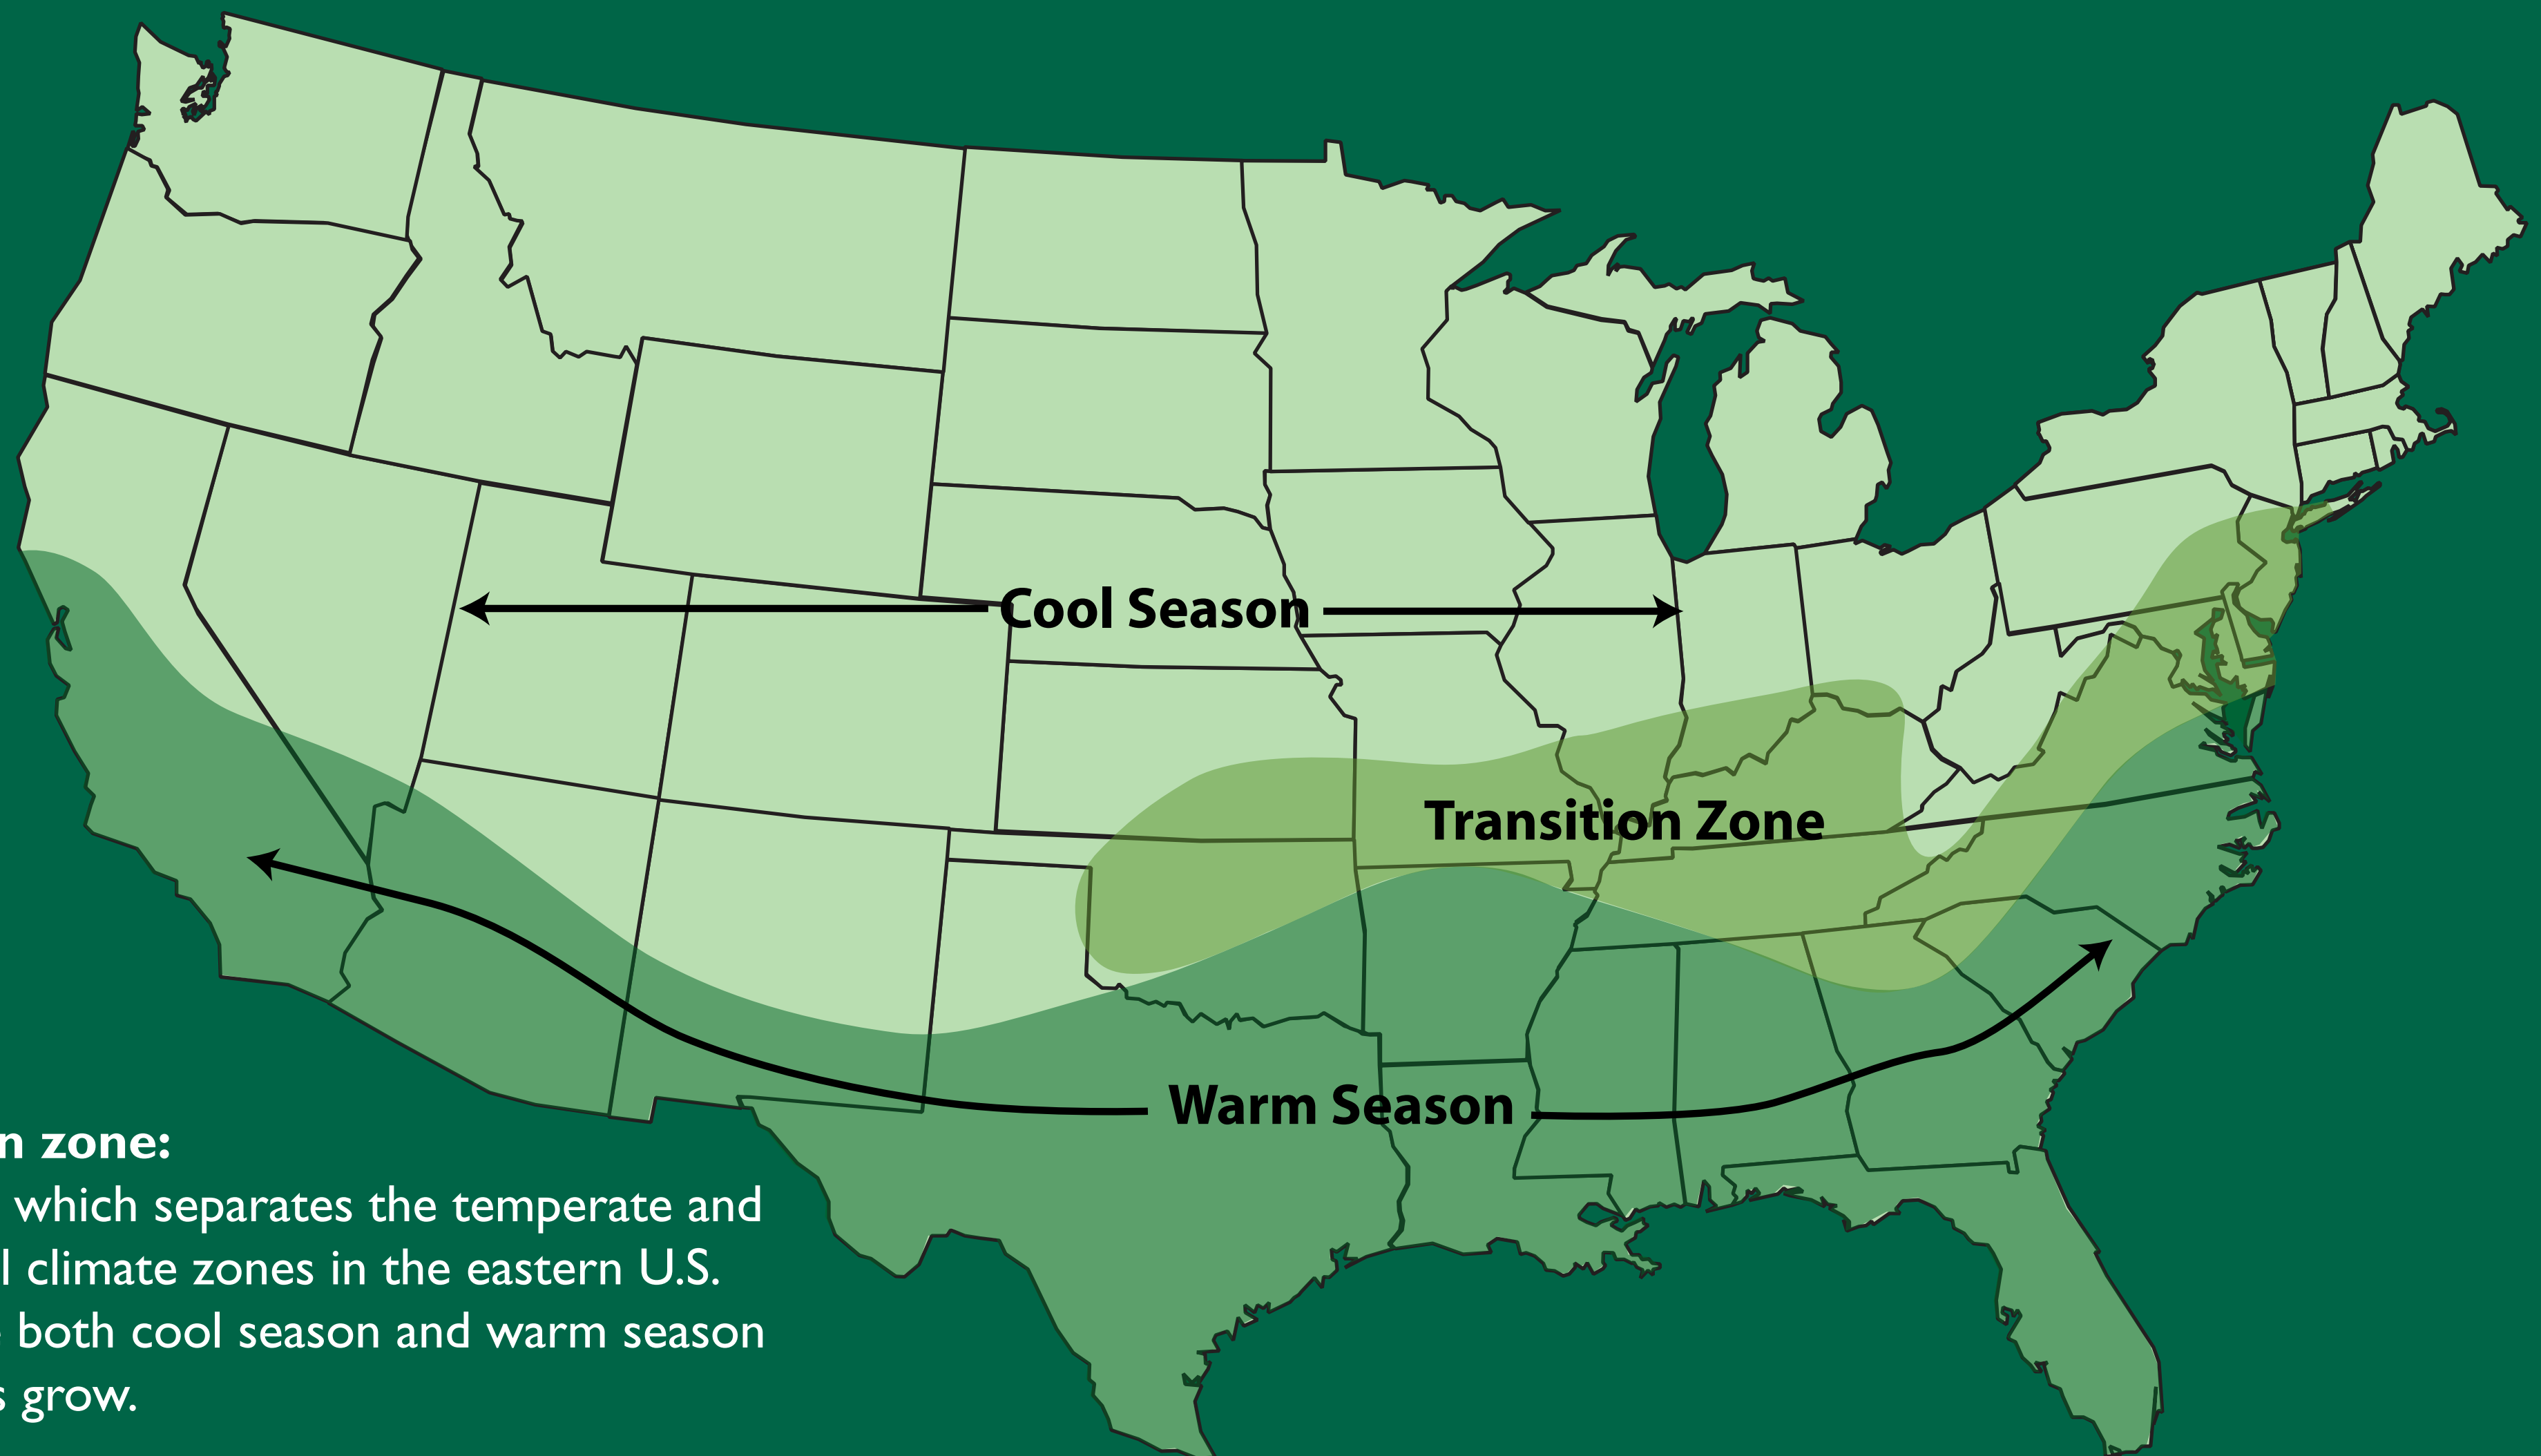 Cool Season
Transition Zone
Warm Season
n zone:
which separates the temperate and
l climate zones in the eastern U.S.
both cool season and warm season
s grow.